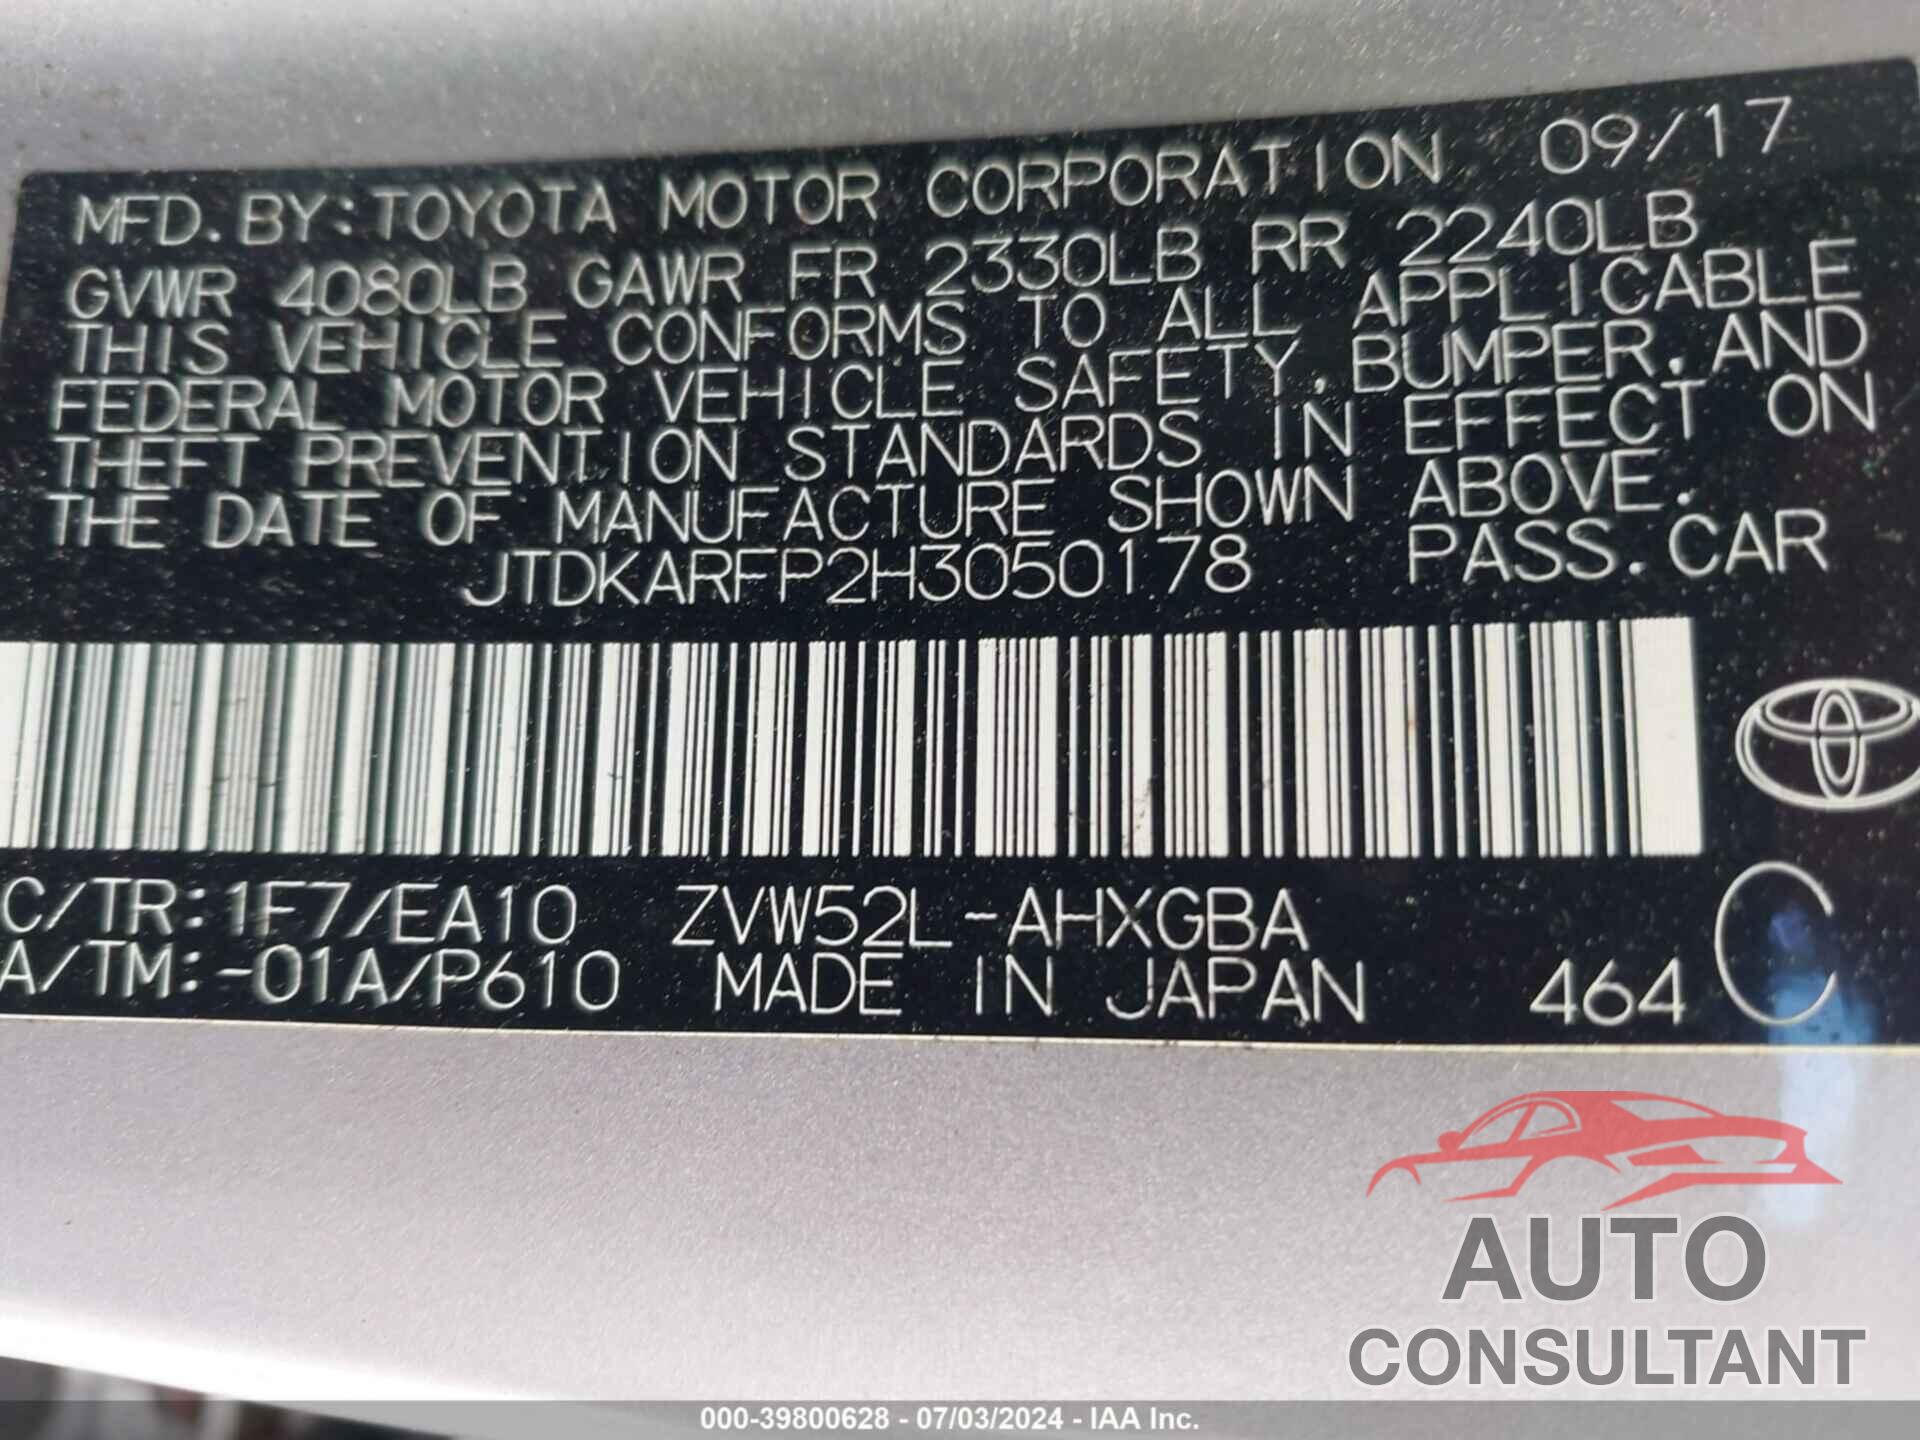 MFD. BY: TOYOTA MOTOR CORPORATION 09/17
GVWR 4080LB GAWR FR 2330LB RR 2240LB
THIS VEHICLE CONFORMS TO ALL APPLICABLE
FEDERAL MOTOR VEHICLE SAFETY, BUMPER, AND
THEFT PREVENTION STANDARDS IN EFFECT ON
THE DATE OF MANUFACTURE SHOWN ABOVE.
JTDKARFP2H3050178 PASS. CAR
C/TR: 1F7/EA10 ZVW52L-AHXGBA
A/TM: -01A/P610 MADE IN JAPAN 464 C
AUTO
CONSULTANT
000-39800628 - 07/03/2024 - IAA Inc.